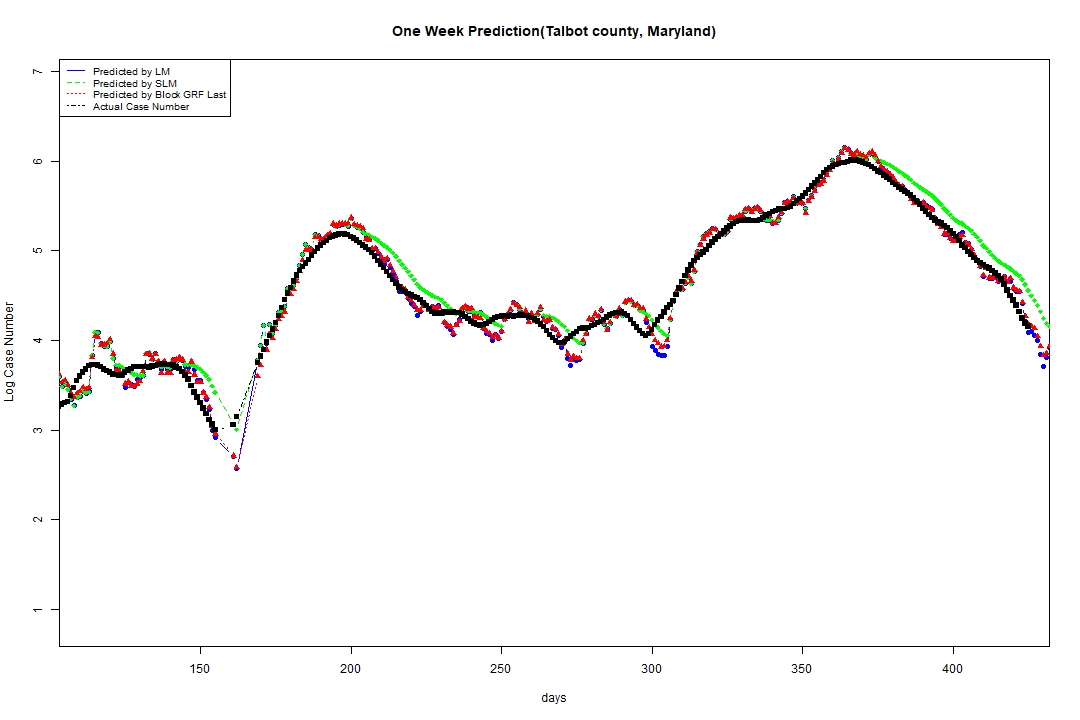 One Week Prediction(Talbot county, Maryland)
Predicted by LM
Predicted by SLM
Predicted by Block GRF Last
Actual Case Number
7
6
5
4
3
2
1
Log Case Number
150 200 250 300 350 400
days